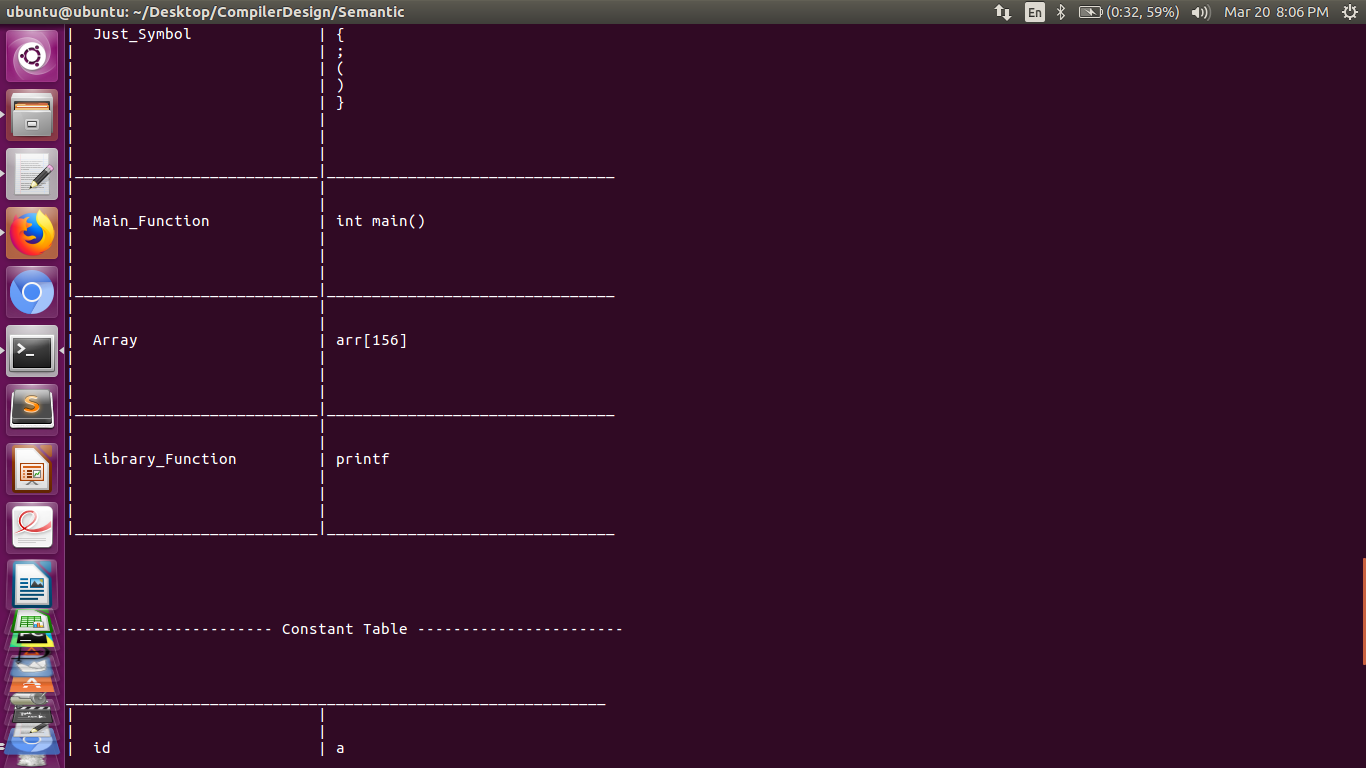 ubuntu@ubuntu: ~/Desktop/CompilerDesign/Semantic En (0:32, 59%) Mar 20 8:06 PM
Just_Symbol | {
| ;
| (
| )
| }
Main_Function | int main()
Array | arr[156]
Library_Function | printf
----------------------- Constant Table -----------------------
id | a